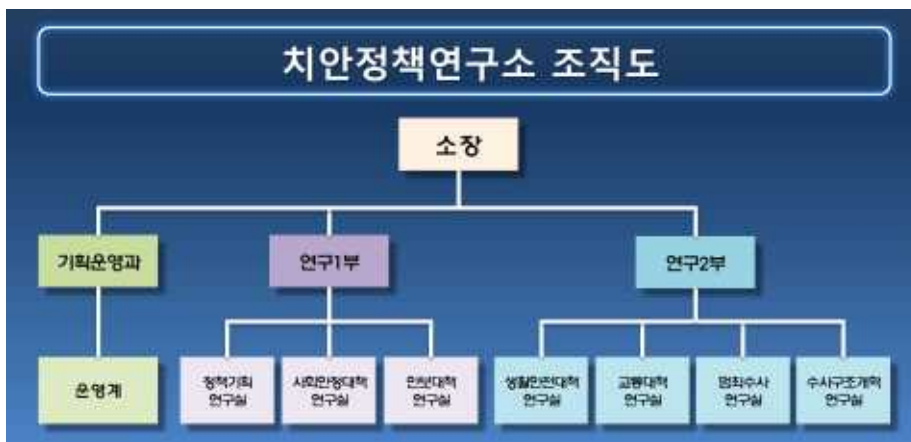 치안정책연구소 조직도
소장
기획운영과
연구1부
연구2부
운영계
정책기획
연구실
사회안정대책
연구실
안보대책
연구실
생활안전대책
연구실
교통대책
연구실
범죄수사
연구실
수사구조개혁
연구실